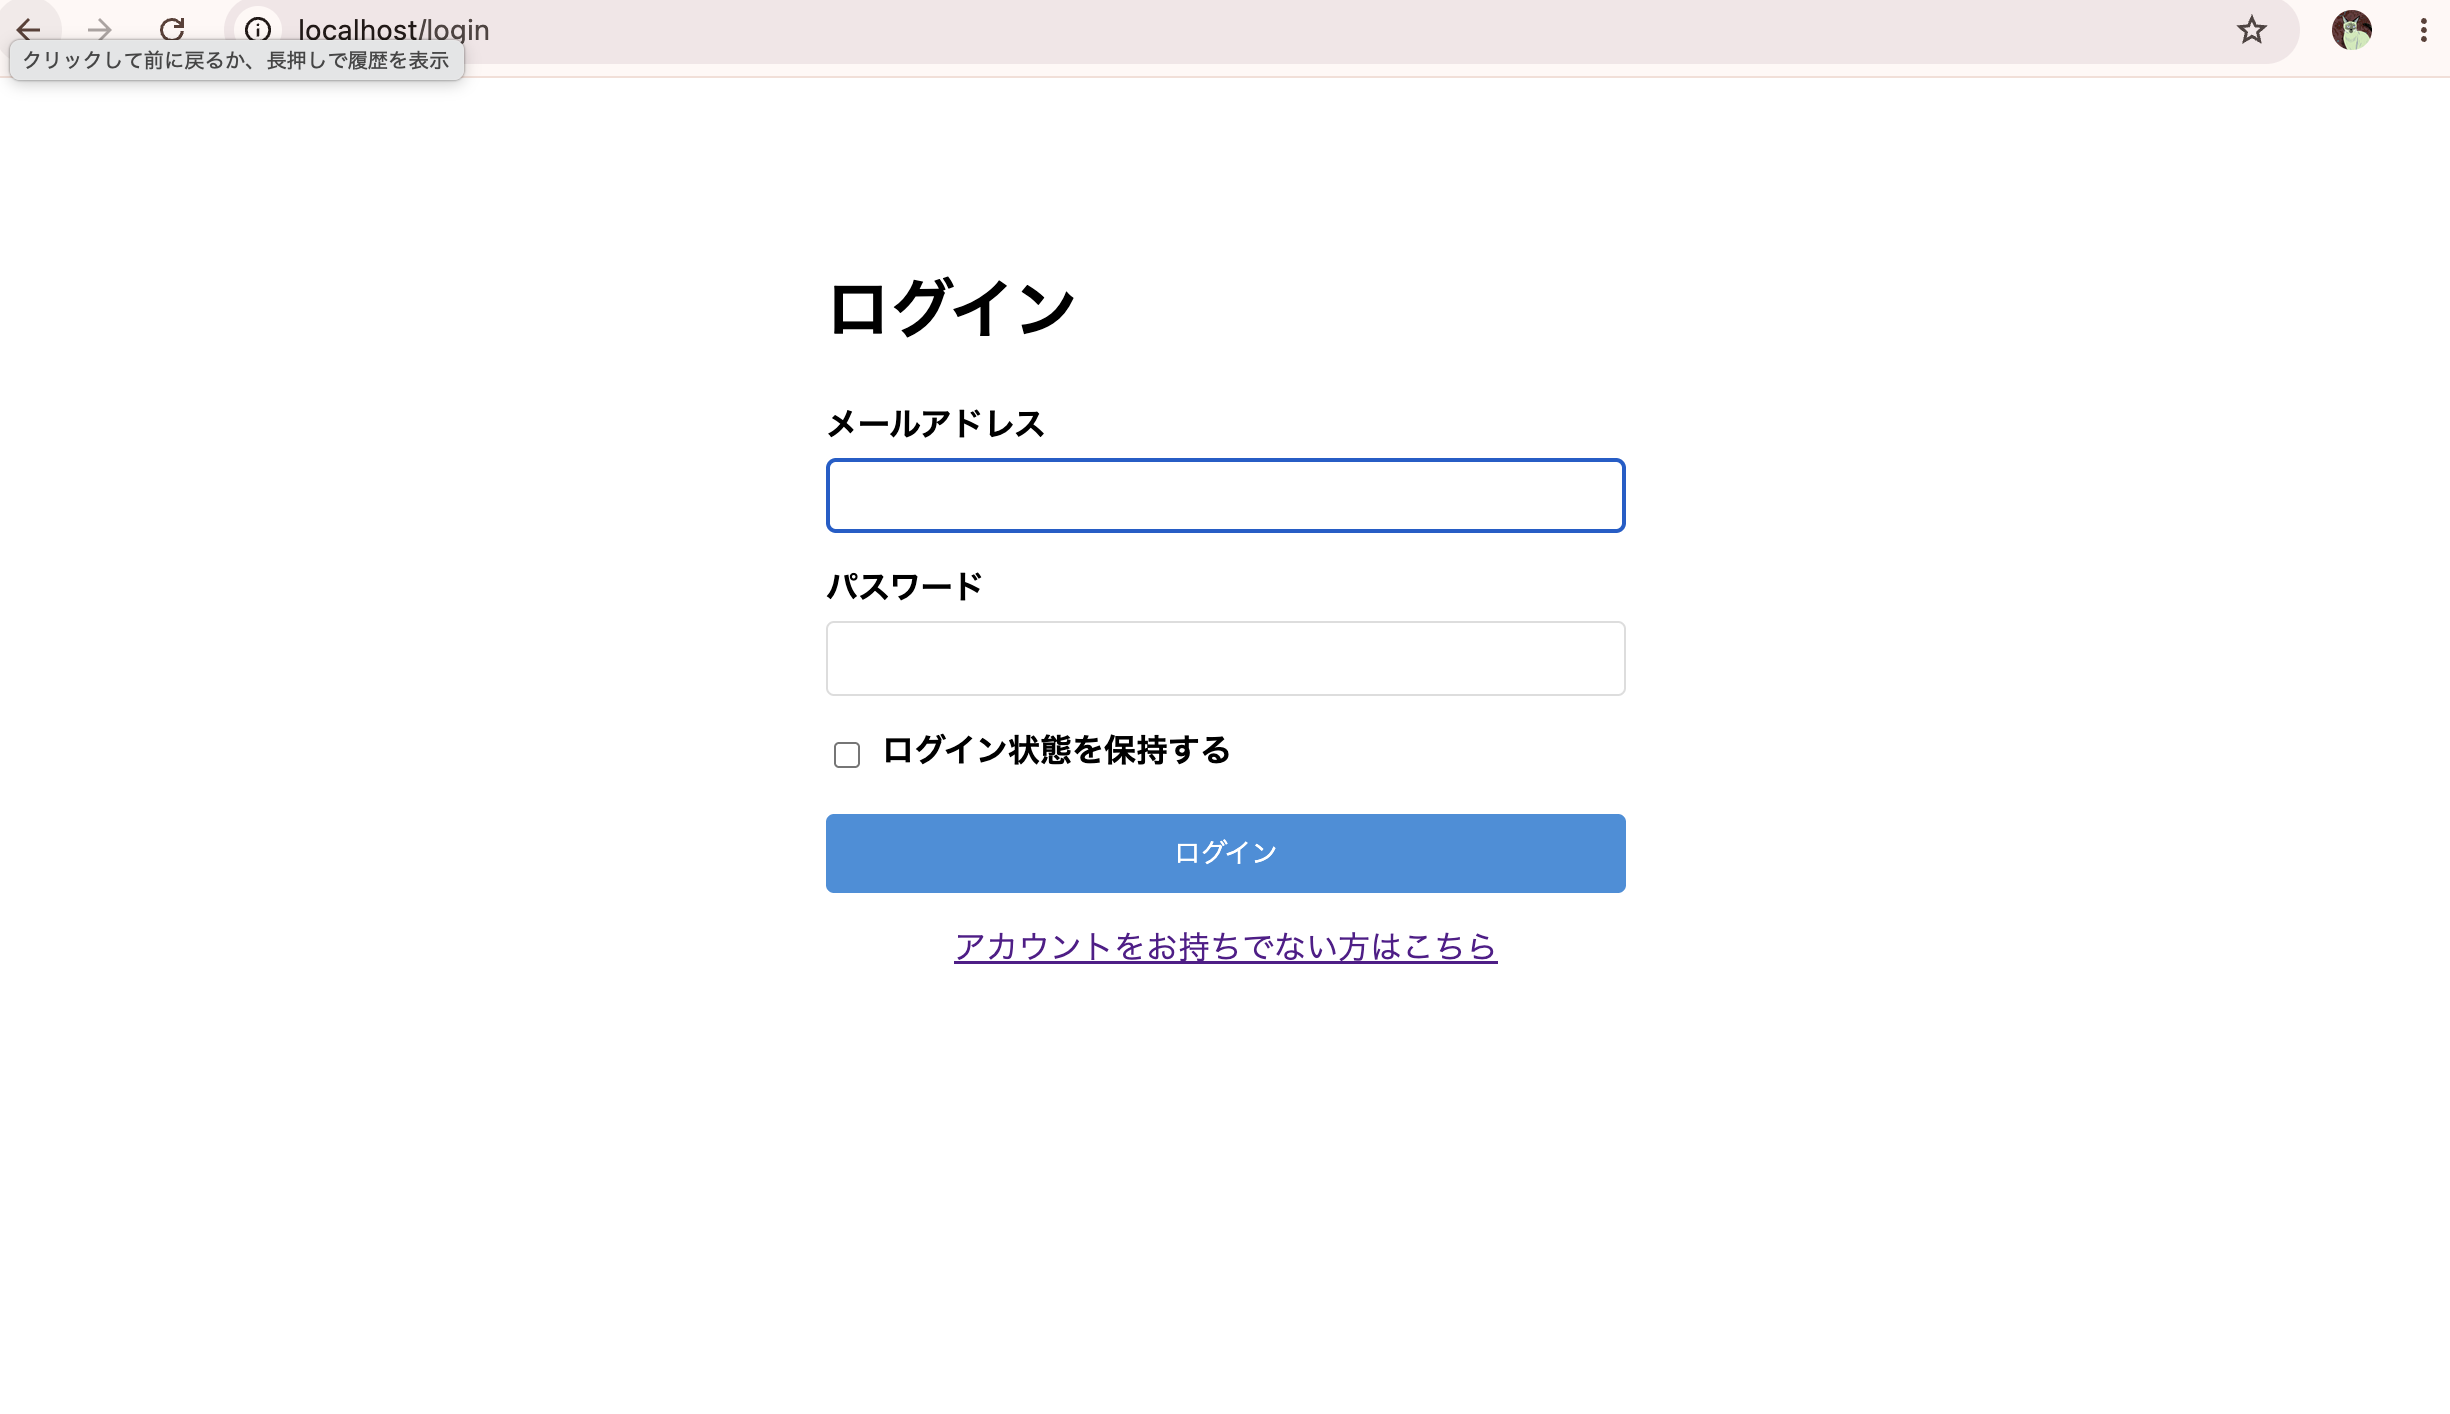 localhost/login
クリックして前に戻るか、長押しで履歴を表示
ログイン
メールアドレス
パスワード
ログイン状態を保持する
ログイン
アカウントをお持ちでない方はこちら